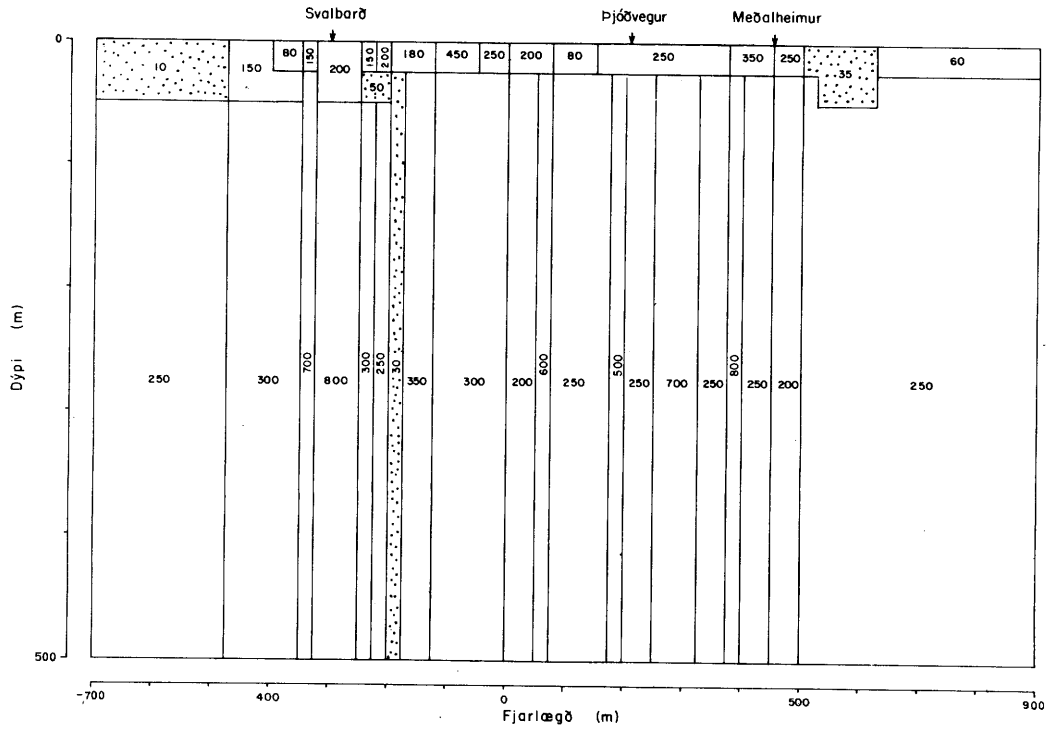 Svalbarð Þjóðvegur Meðalheimur
0
10 150 80 150 200 150 200 180 450 250 200 80 250 350 250 35 60
50
Dýpi (m)
250 300 700 800 300 250 30 350 300 200 600 250 500 250 700 250 800 250 200 250
500
-700 400 0 500 900
Fjarlægð (m)